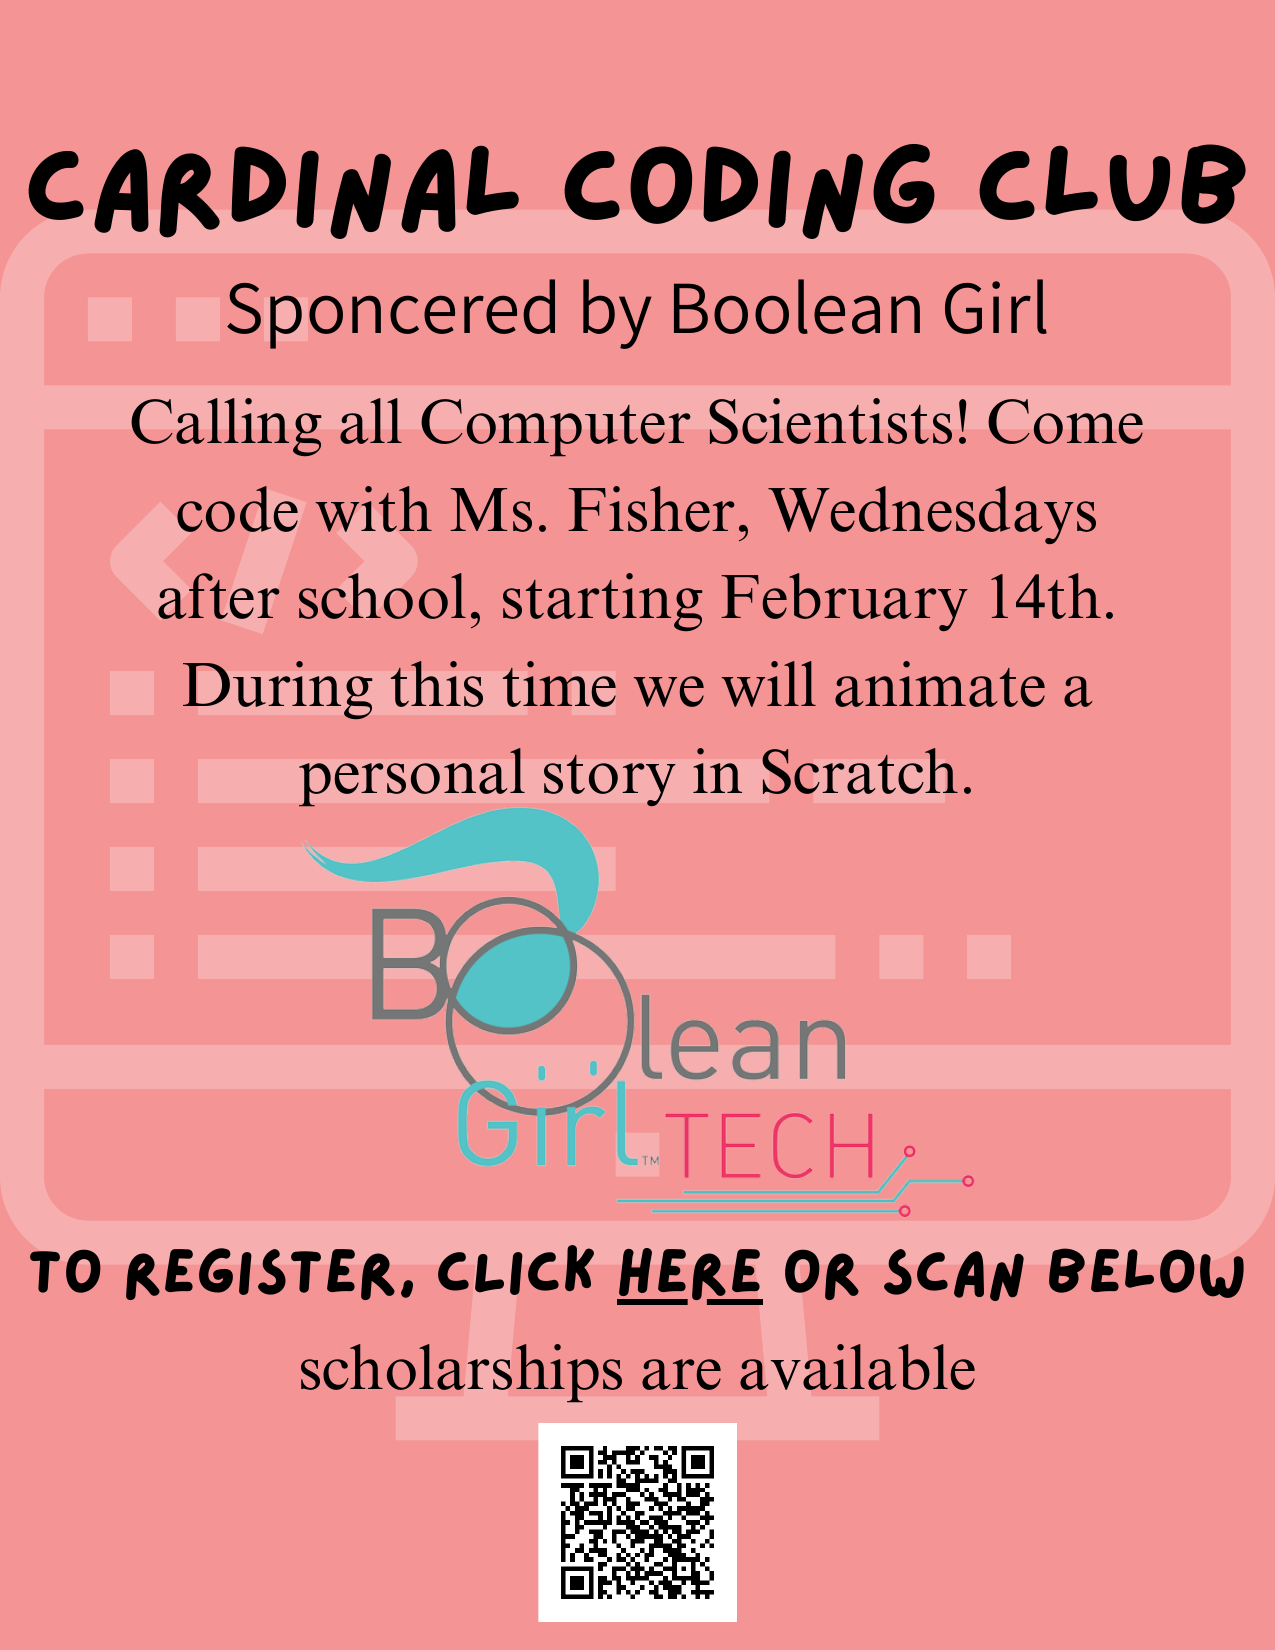 CARDINAL CODING CLUB
Sponcered by Boolean Girl
Calling all Computer Scientists! Come
code with Ms. Fisher, Wednesdays
after school, starting February 14th.
During this time we will animate a
personal story in Scratch.
Boolean
Girl™ TECH
TO REGISTER, CLICK HERE OR SCAN BELOW
scholarships are available